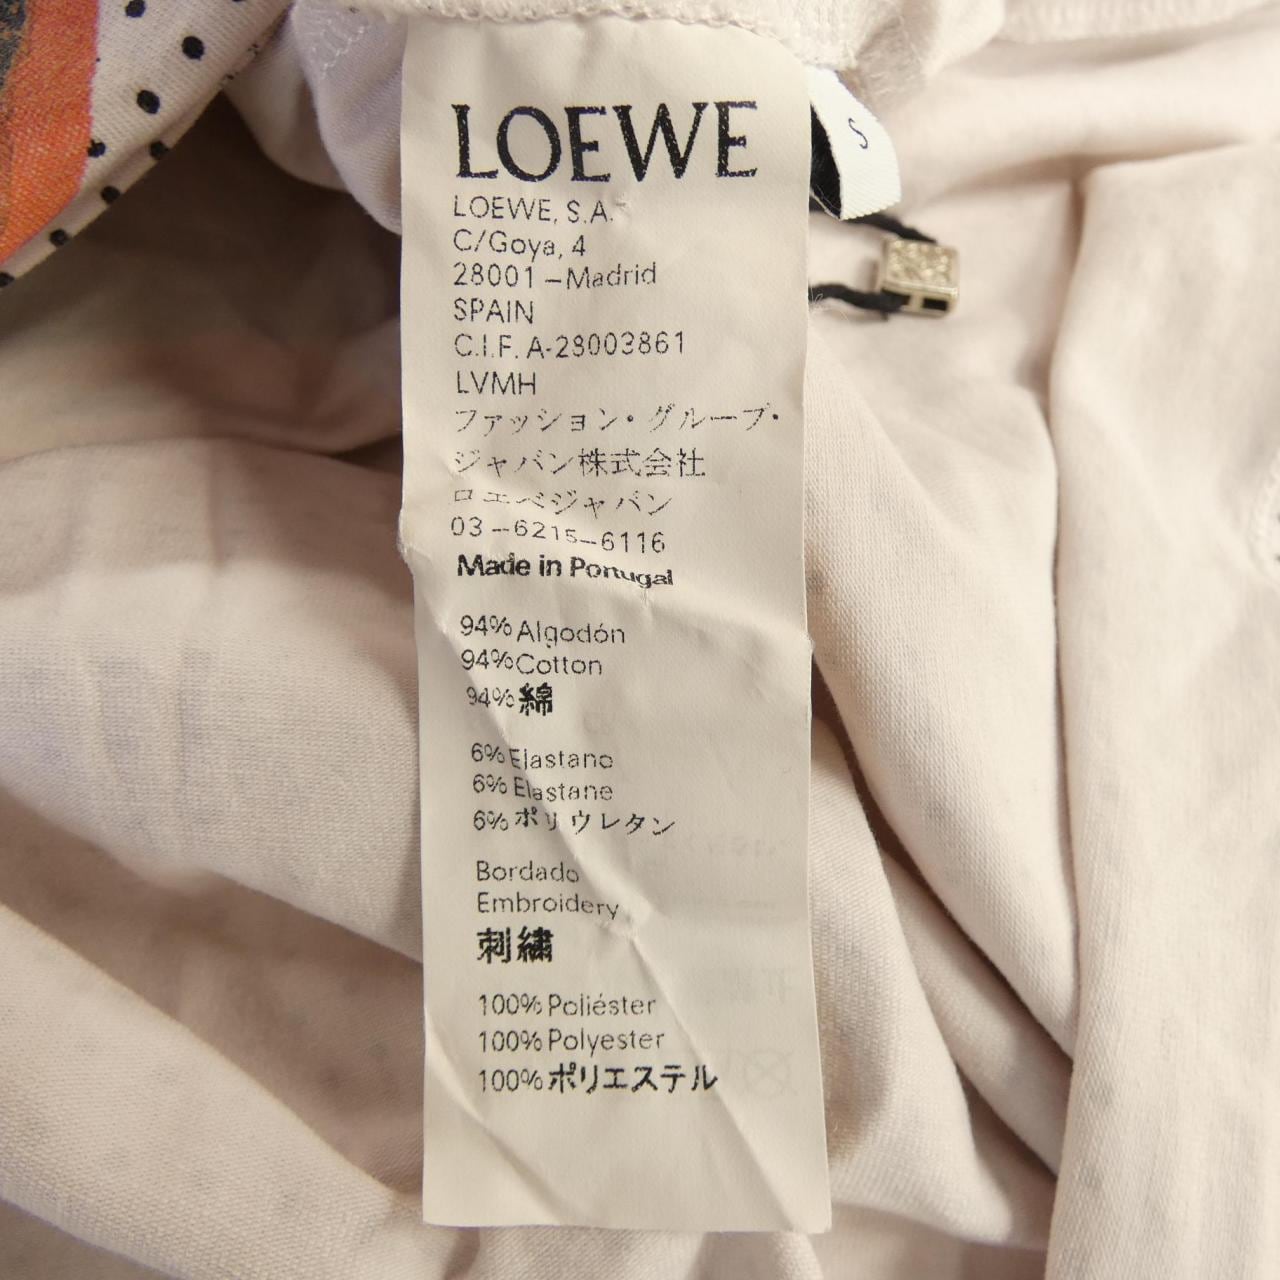 LOEWE
S
LOEWE, S.A.
C/Goya, 4
28001 – Madrid
SPAIN
C.I.F. A-28003861
LVMH
ファッション・グループ・
ジャパン株式会社
ロエベジャパン
03 – 6215 – 6116
Made in Portugal
94% Algodón
94% Cotton
94% 綿
6% Elastano
6% Elastane
6% ポリウレタン
Bordado
Embroidery
刺繍
100% Poliéster
100% Polyester
100% ポリエステル